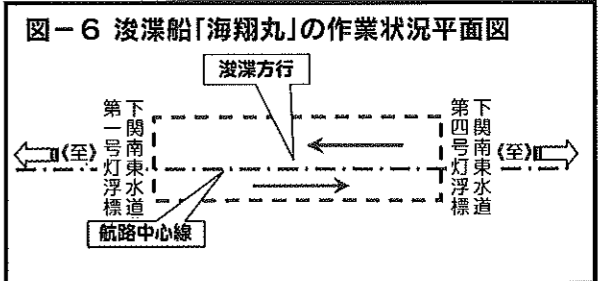 図－6 浚渫船「海翔丸」の作業状況平面図
浚渫方行
下関南東水道
第一号灯浮標
下関南東水道
第四号灯浮標
《至》
《至》
航路中心線